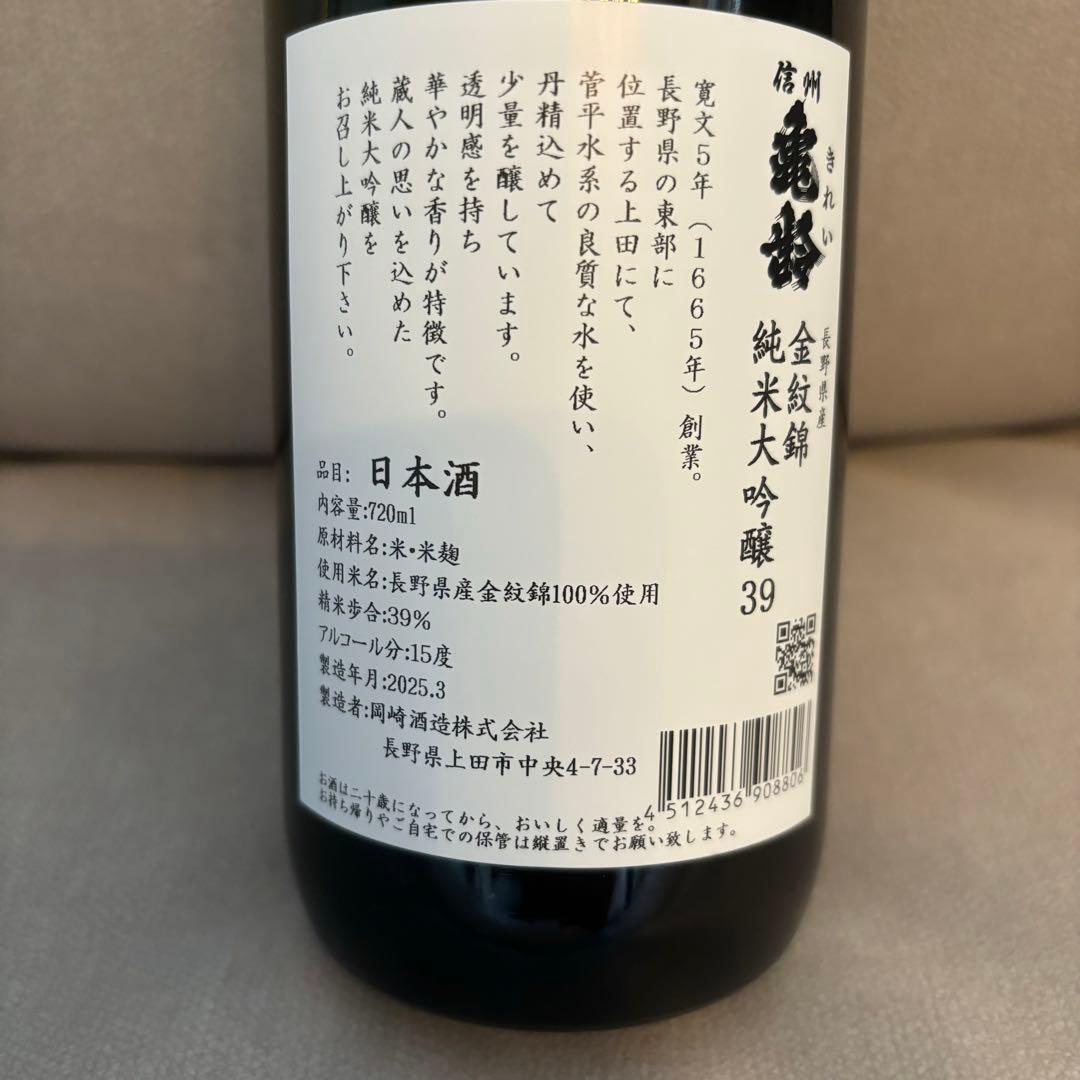 信州
亀齢
きれい
長野県産
金紋錦
純米大吟醸39
寛文5年（1665年）創業。
長野県の東部に
位置する上田にて、
菅平水系の良質な水を使い、
丹精込めて
少量を醸しています。
透明感を持ち
華やかな香りが特徴です。
蔵人の思いを込めた
純米大吟醸を
お召し上がり下さい。
品目: 日本酒
内容量:720ml
原材料名:米・米麹
使用米名:長野県産金紋錦100%使用
精米歩合:39%
アルコール分:15度
製造年月:2025.3
製造者:岡崎酒造株式会社
長野県上田市中央4-7-33
お酒は二十歳になってから、おいしく適量を。
お持ち帰りやご自宅での保管は縦置きでお願い致します。
4 512436 908806